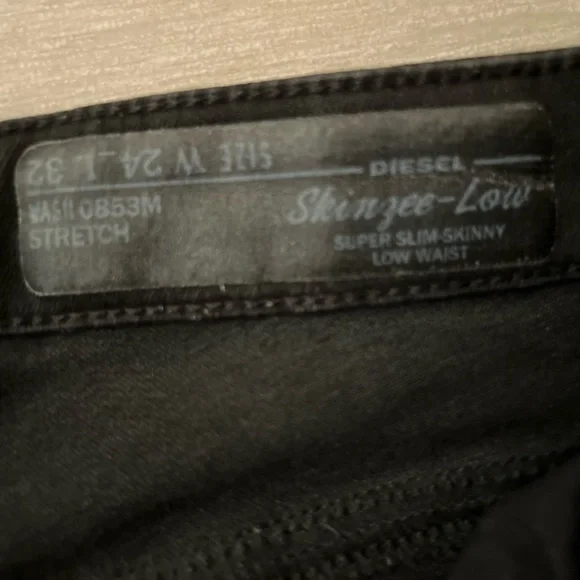 SIZE W 24 L 32
WASH 0853M
STRETCH
DIESEL
Skinzee-Low
SUPER SLIM-SKINNY
LOW WAIST